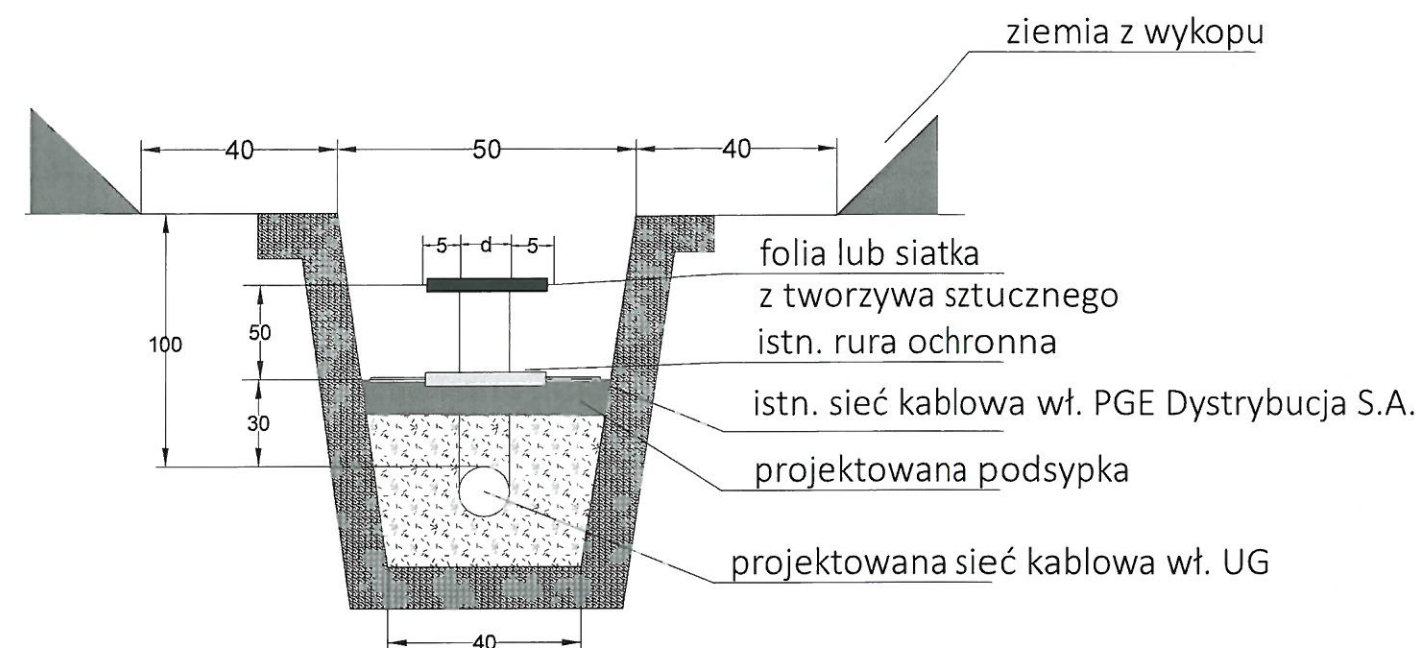 ziemia z wykopu
40
50
40
5
d
5
folia lub siatka
z tworzywa sztucznego
50
100
istn. rura ochronna
istn. sieć kablowa wł. PGE Dystrybucja S.A.
30
projektowana podsypka
projektowana sieć kablowa wł. UG
40